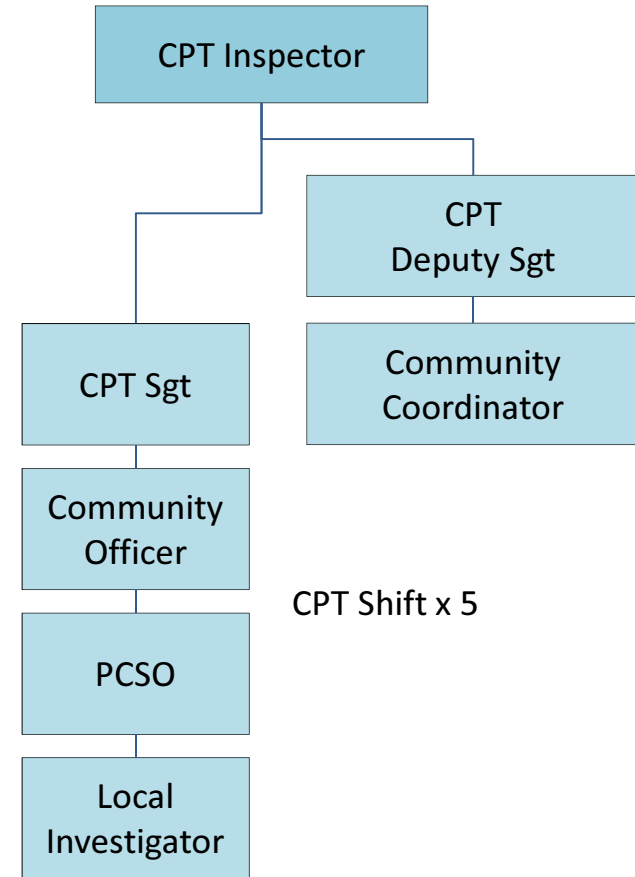 CPT Inspector
CPT
Deputy Sgt
Community
Coordinator
CPT Sgt
Community
Officer
CPT Shift x 5
PCSO
Local
Investigator